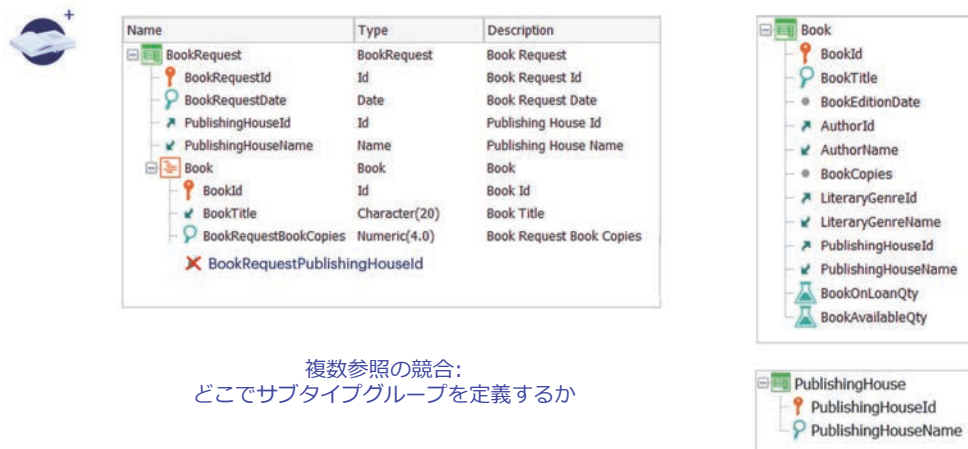 Name Type Description
BookRequest BookRequest Book Request
BookRequestId Id Book Request Id
BookRequestDate Date Book Request Date
PublishingHouseId Id Publishing House Id
PublishingHouseName Name Publishing House Name
Book Book Book
BookId Id Book Id
BookTitle Character(20) Book Title
BookRequestBookCopies Numeric(4.0) Book Request Book Copies
BookRequestPublishingHouseId
複数参照の競合:
どこでサブタイプグループを定義するか
Book
BookId
BookTitle
BookEditionDate
AuthorId
AuthorName
BookCopies
LiteraryGenreId
LiteraryGenreName
PublishingHouseId
PublishingHouseName
BookOnLoanQty
BookAvailableQty
PublishingHouse
PublishingHouseId
PublishingHouseName